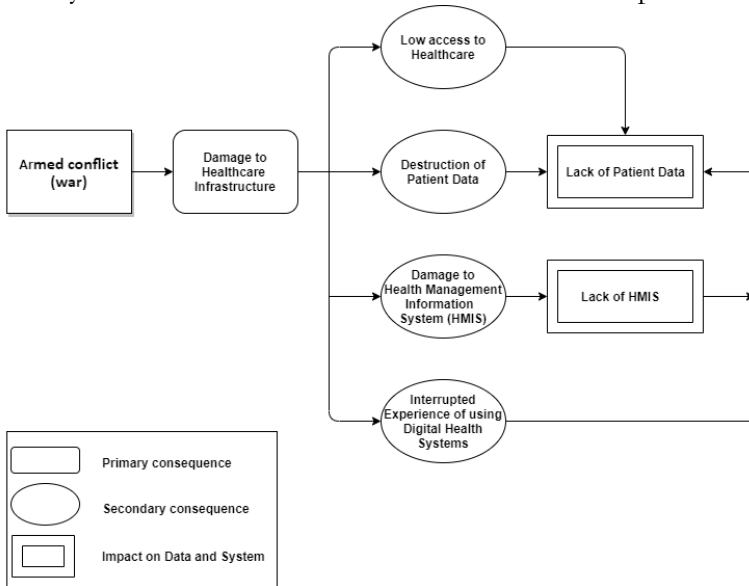 Low access to
Healthcare
Armed conflict
(war)
Damage to
Healthcare
Infrastructure
Destruction of
Patient Data
Lack of Patient Data
Damage to
Health Management
Information
System (HMIS)
Lack of HMIS
Interrupted
Experience of using
Digital Health
Systems
Primary consequence
Secondary consequence
Impact on Data and System